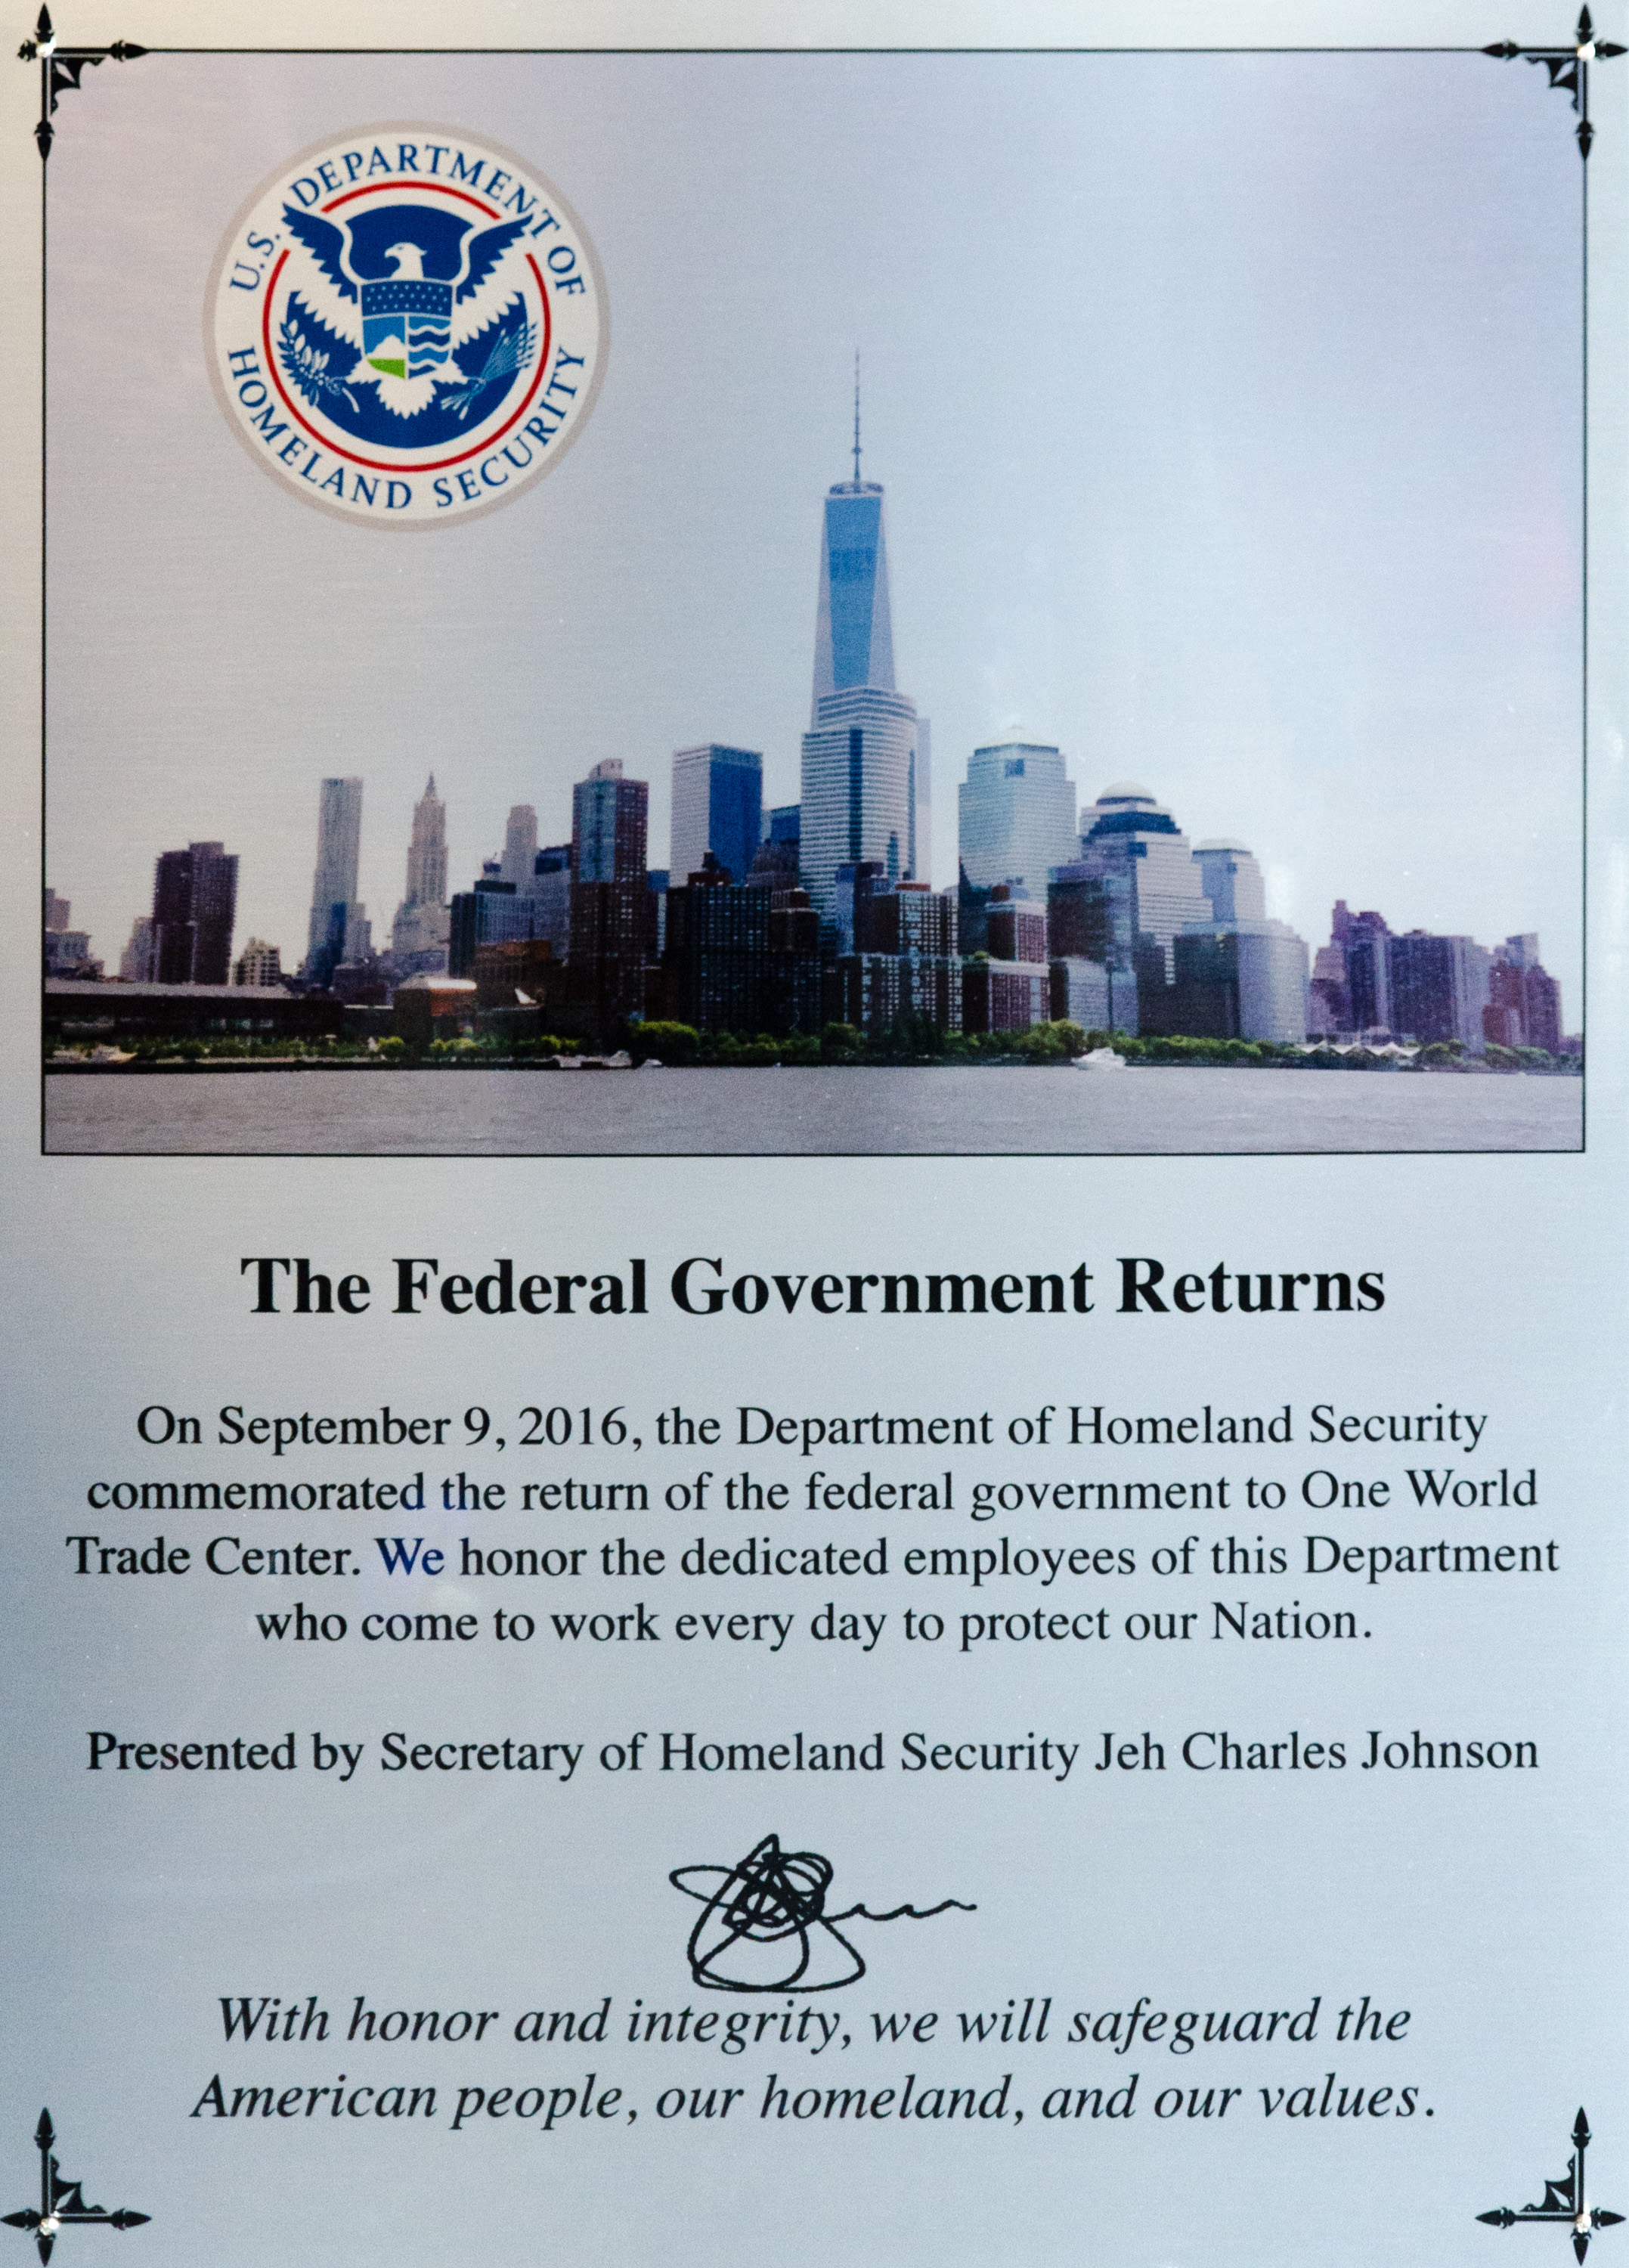 U.S. DEPARTMENT OF
HOMELAND SECURITY
The Federal Government Returns
On September 9, 2016, the Department of Homeland Security
commemorated the return of the federal government to One World
Trade Center. We honor the dedicated employees of this Department
who come to work every day to protect our Nation.
Presented by Secretary of Homeland Security Jeh Charles Johnson
With honor and integrity, we will safeguard the
American people, our homeland, and our values.